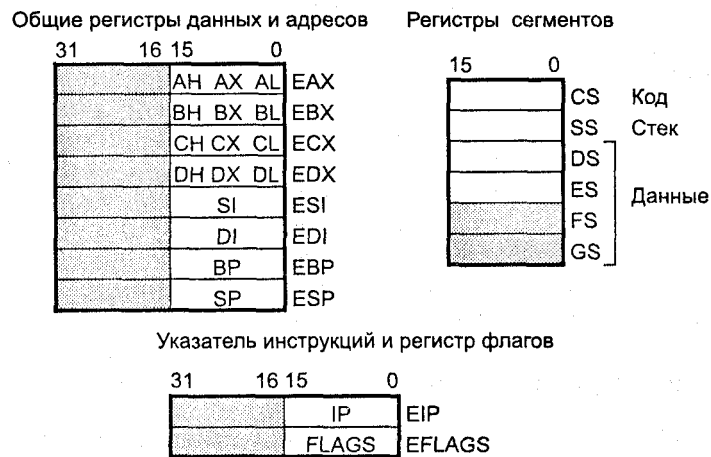 Общие регистры данных и адресов
31 16 15 0
AH AX AL EAX
BH BX BL EBX
CH CX CL ECX
DH DX DL EDX
SI ESI
DI EDI
BP EBP
SP ESP
Регистры сегментов
15 0
CS Код
SS Стек
DS
ES
Данные
FS
GS
Указатель инструкций и регистр флагов
31 16 15 0
IP EIP
FLAGS EFLAGS